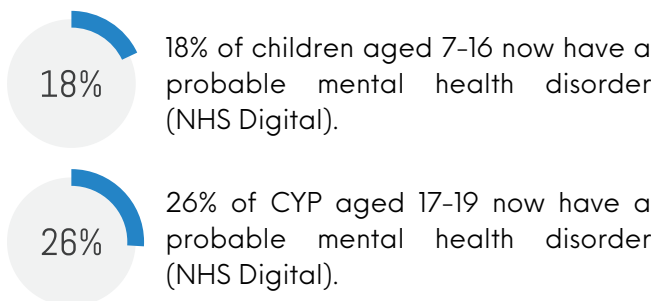 18%
18% of children aged 7-16 now have a
probable mental health disorder
(NHS Digital).
26%
26% of CYP aged 17-19 now have a
probable mental health disorder
(NHS Digital).